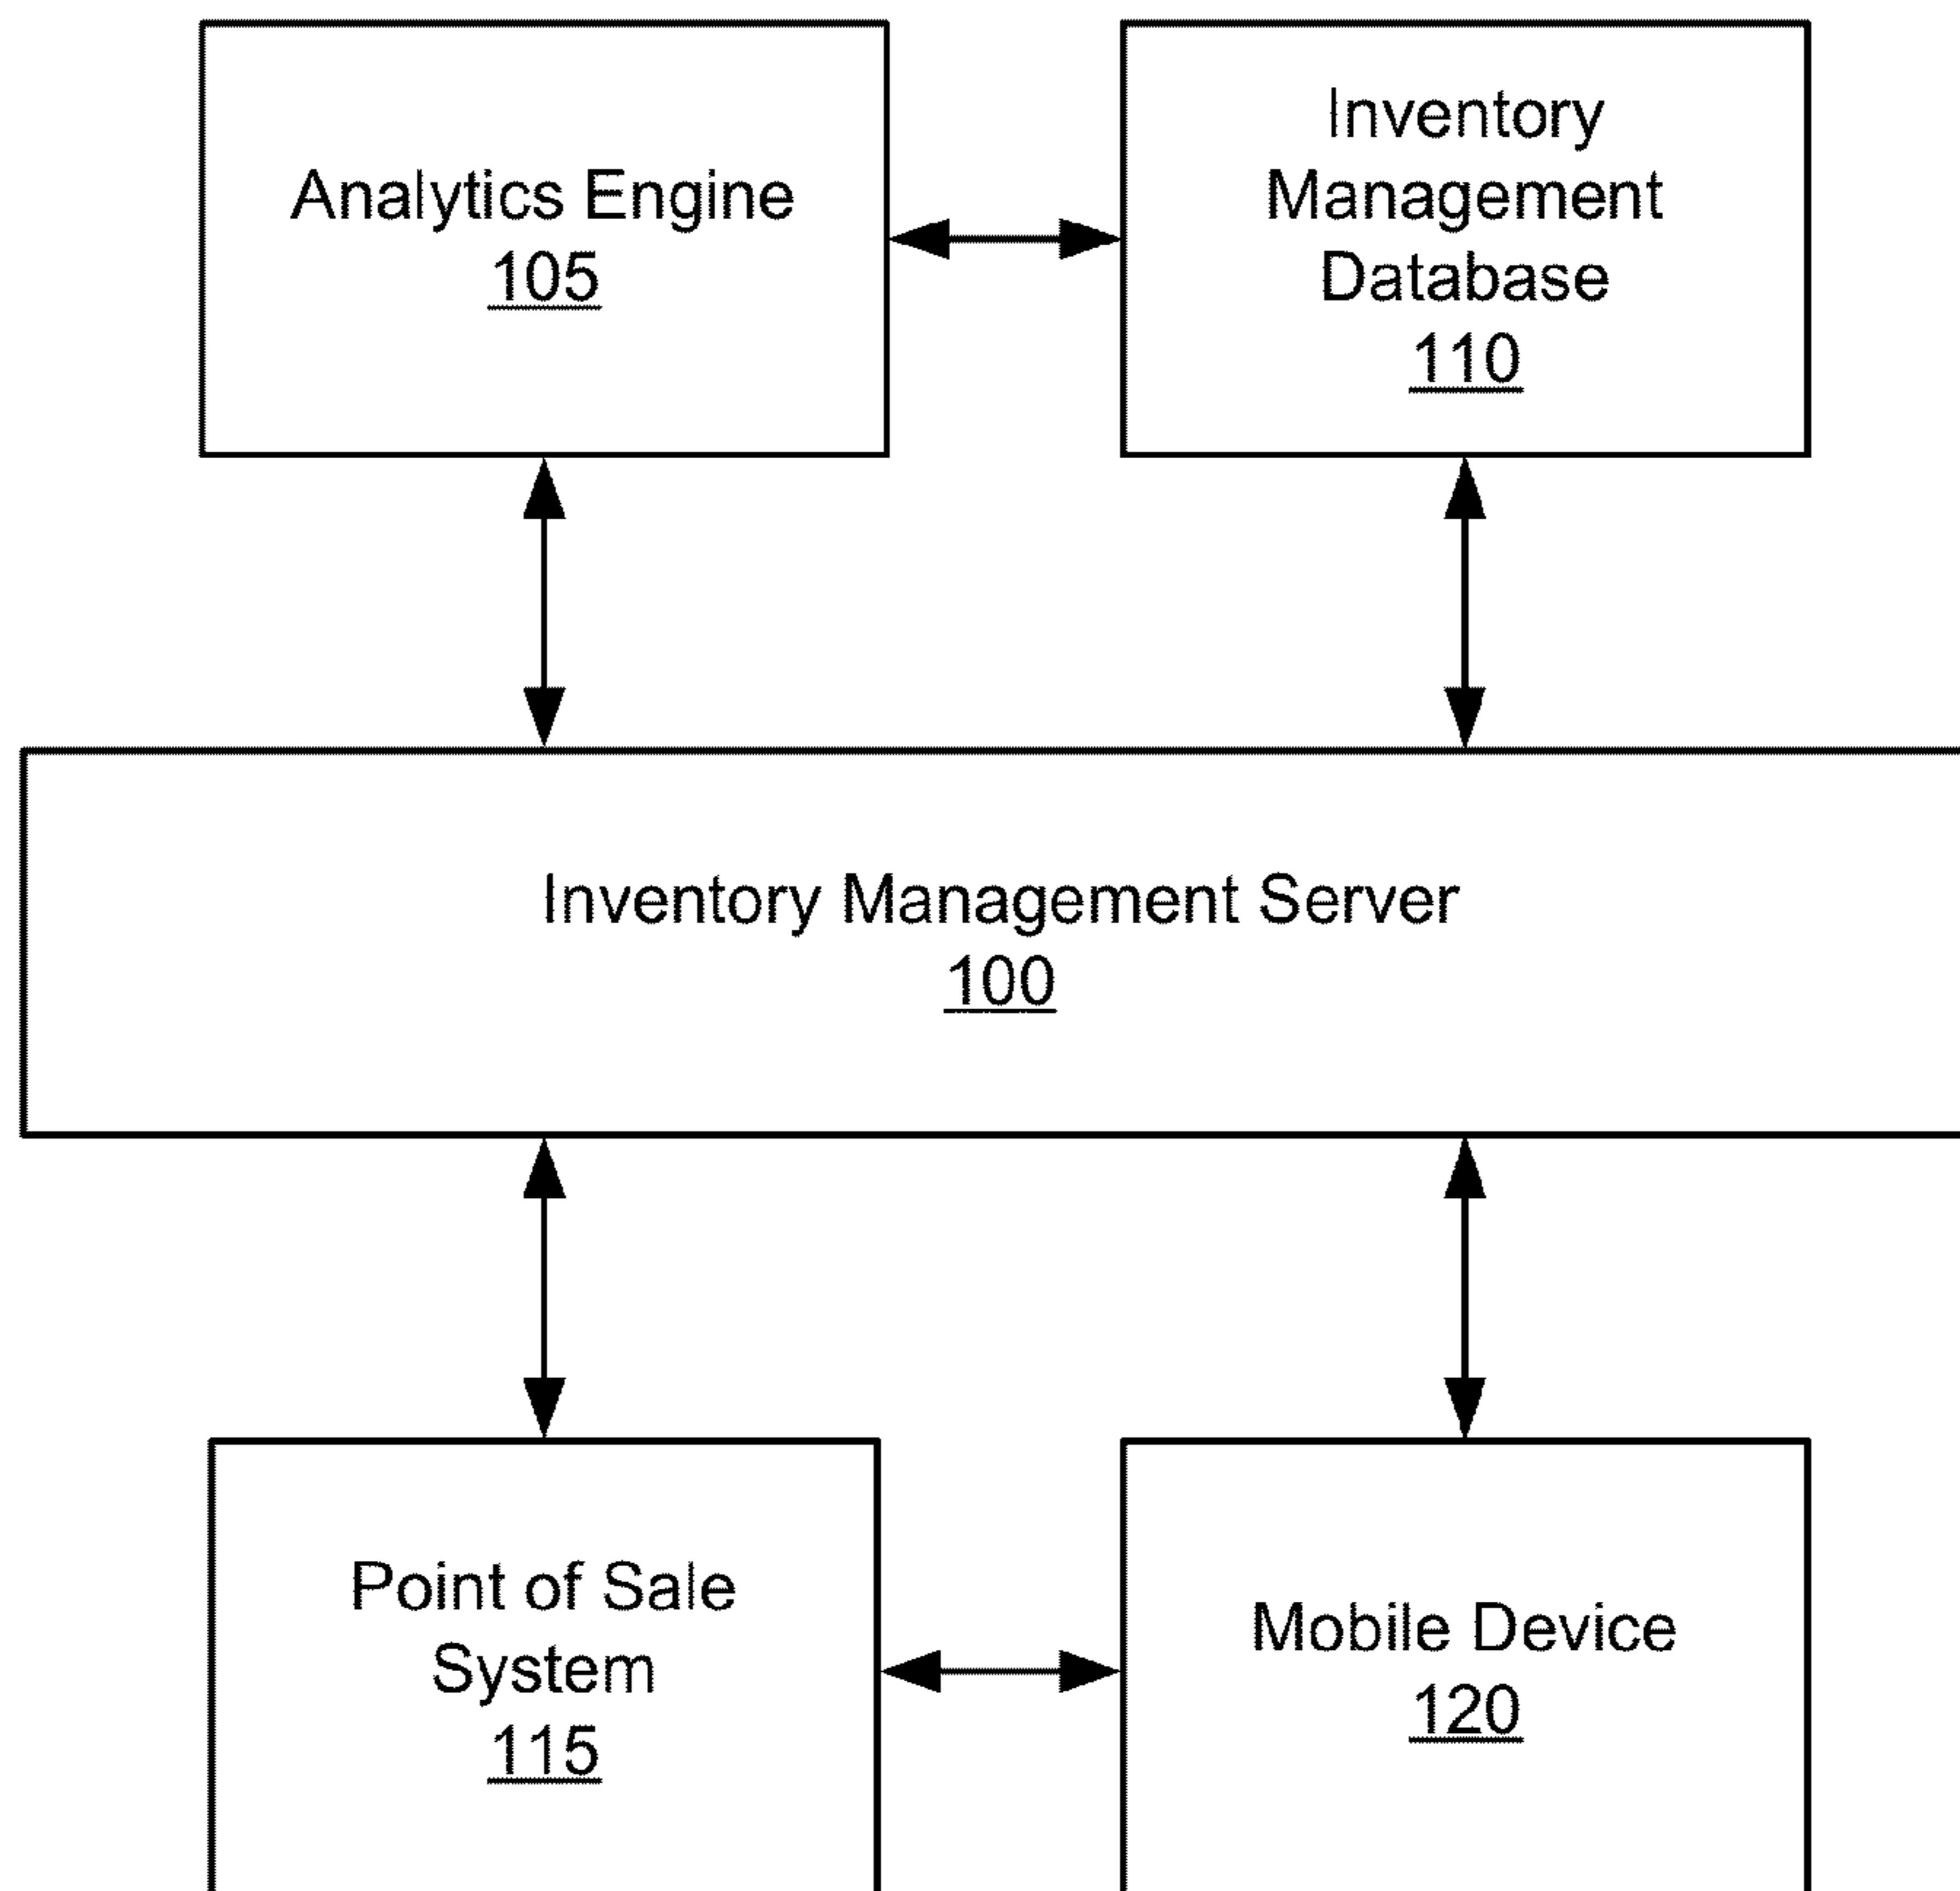 Analytics Engine
105
Inventory
Management
Database
110
Inventory Management Server
100
Point of Sale
System
115
Mobile Device
120